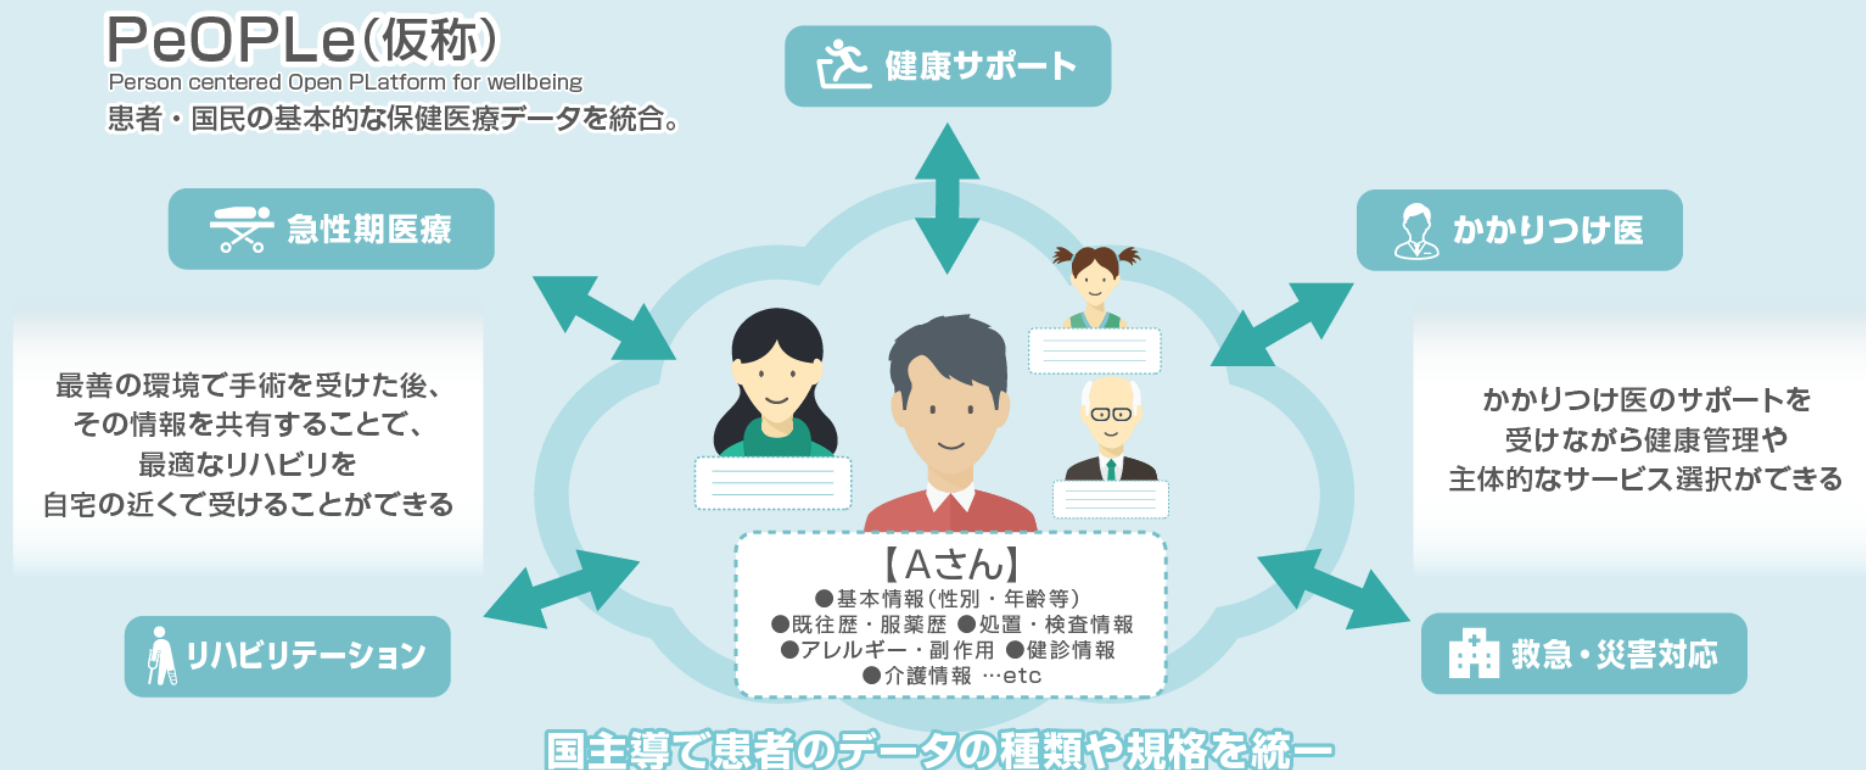 PeOPLe(仮称)
Person centered Open PLatform for wellbeing
患者・国民の基本的な保健医療データを統合。
健康サポート
急性期医療
かかりつけ医
最善の環境で手術を受けた後、
その情報を共有することで、
最適なリハビリを
自宅の近くで受けることができる
かかりつけ医のサポートを
受けながら健康管理や
主体的なサービス選択ができる
【Aさん】
●基本情報(性別・年齢等)
●既往歴・服薬歴 ●処置・検査情報
●アレルギー・副作用 ●健診情報
●介護情報 …etc
リハビリテーション
救急・災害対応
国主導で患者のデータの種類や規格を統一